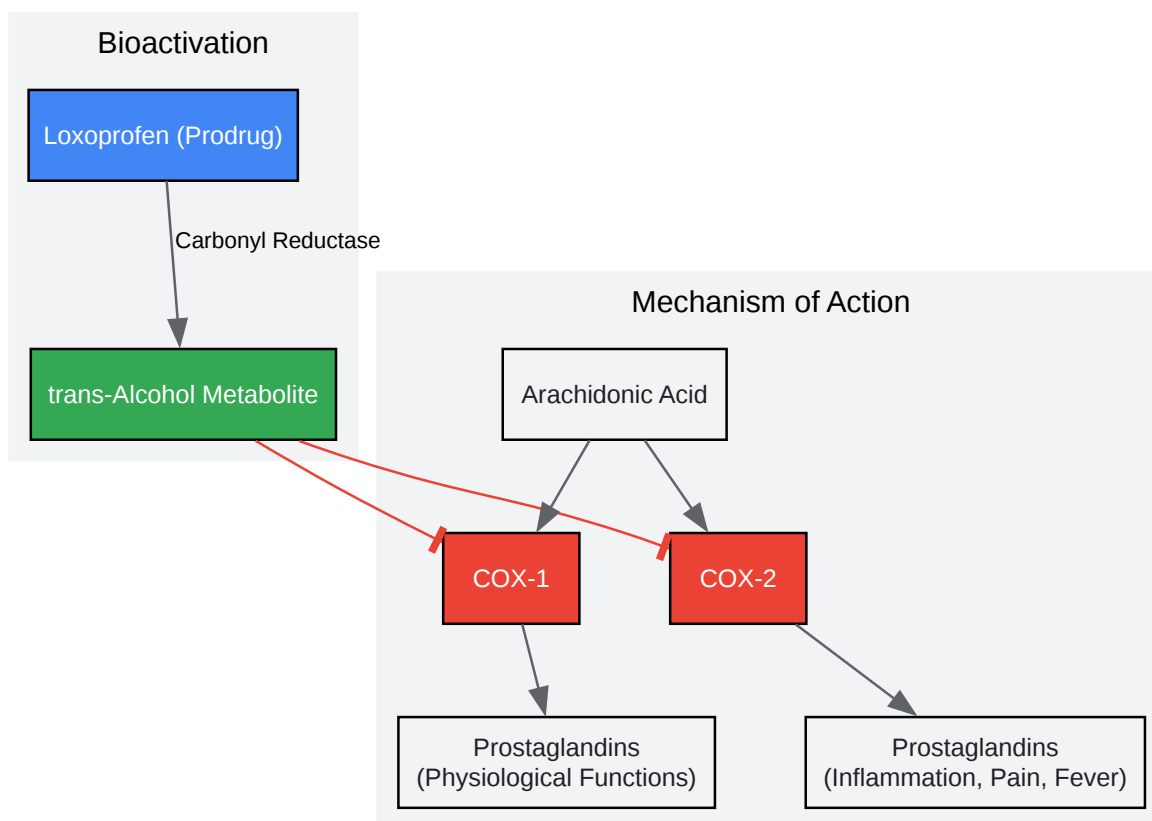 Bioactivation
Loxoprofen (Prodrug)
Carbonyl Reductase
trans-Alcohol Metabolite
Mechanism of Action
Arachidonic Acid
COX-1
COX-2
Prostaglandins
(Physiological Functions)
Prostaglandins
(Inflammation, Pain, Fever)